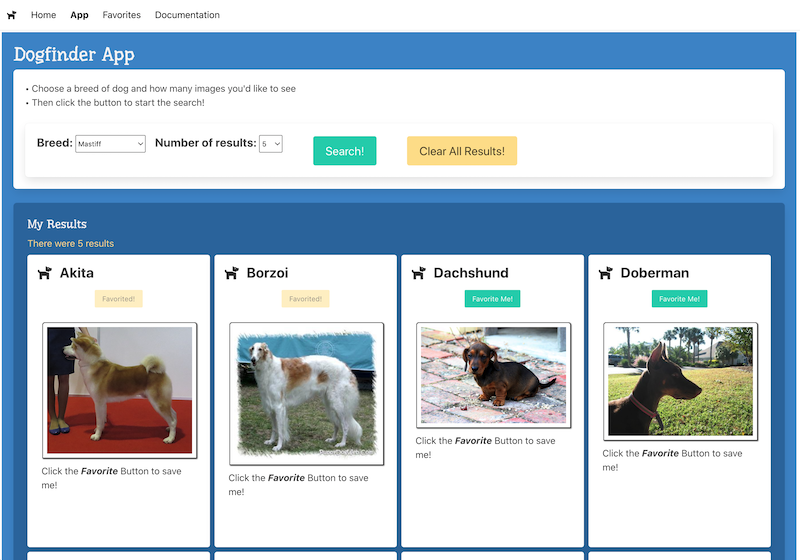 Home App Favorites Documentation
Dogfinder App
• Choose a breed of dog and how many images you'd like to see
• Then click the button to start the search!
Breed: Mastiff Number of results: 5 Search! Clear All Results!
My Results
There were 5 results
Akita
Favorited!
Click the Favorite Button to save
me!
Borzoi
Favorited!
Click the Favorite Button to save
me!
Dachshund
Favorite Me!
Click the Favorite Button to save
me!
Doberman
Favorite Me!
Click the Favorite Button to save
me!